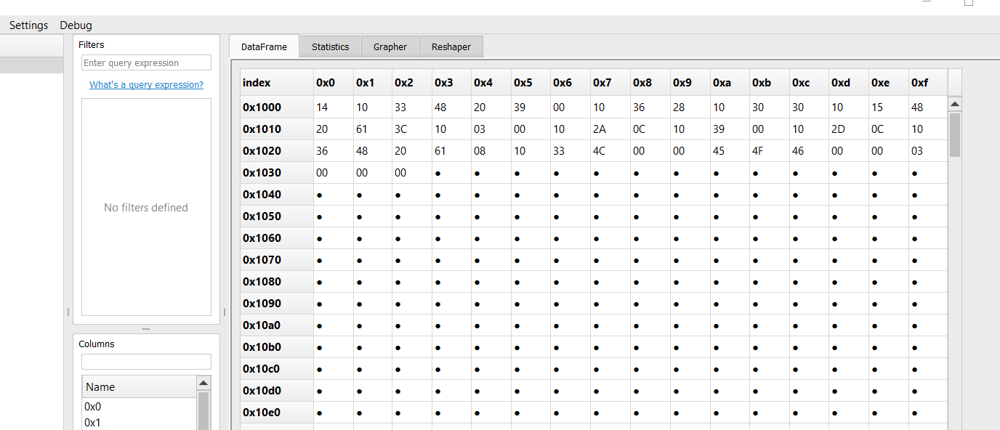 Settings Debug
Filters
Enter query expression
What's a query expression?
No filters defined
Columns
Name
0x0
0x1
DataFrame Statistics Grapher Reshaper
index 0x0 0x1 0x2 0x3 0x4 0x5 0x6 0x7 0x8 0x9 0xa 0xb 0xc 0xd 0xe 0xf
0x1000 14 10 33 48 20 39 00 10 36 28 10 30 30 10 15 48
0x1010 20 61 3C 10 03 00 10 2A 0C 10 39 00 10 2D 0C 10
0x1020 36 48 20 61 08 10 33 4C 00 00 45 4F 46 00 00 03
0x1030 00 00 00 • • • • • • • • • • • • •
0x1040 • • • • • • • • • • • • • • • •
0x1050 • • • • • • • • • • • • • • • •
0x1060 • • • • • • • • • • • • • • • •
0x1070 • • • • • • • • • • • • • • • •
0x1080 • • • • • • • • • • • • • • • •
0x1090 • • • • • • • • • • • • • • • •
0x10a0 • • • • • • • • • • • • • • • •
0x10b0 • • • • • • • • • • • • • • • •
0x10c0 • • • • • • • • • • • • • • • •
0x10d0 • • • • • • • • • • • • • • • •
0x10e0 • • • • • • • • • • • • • • • •